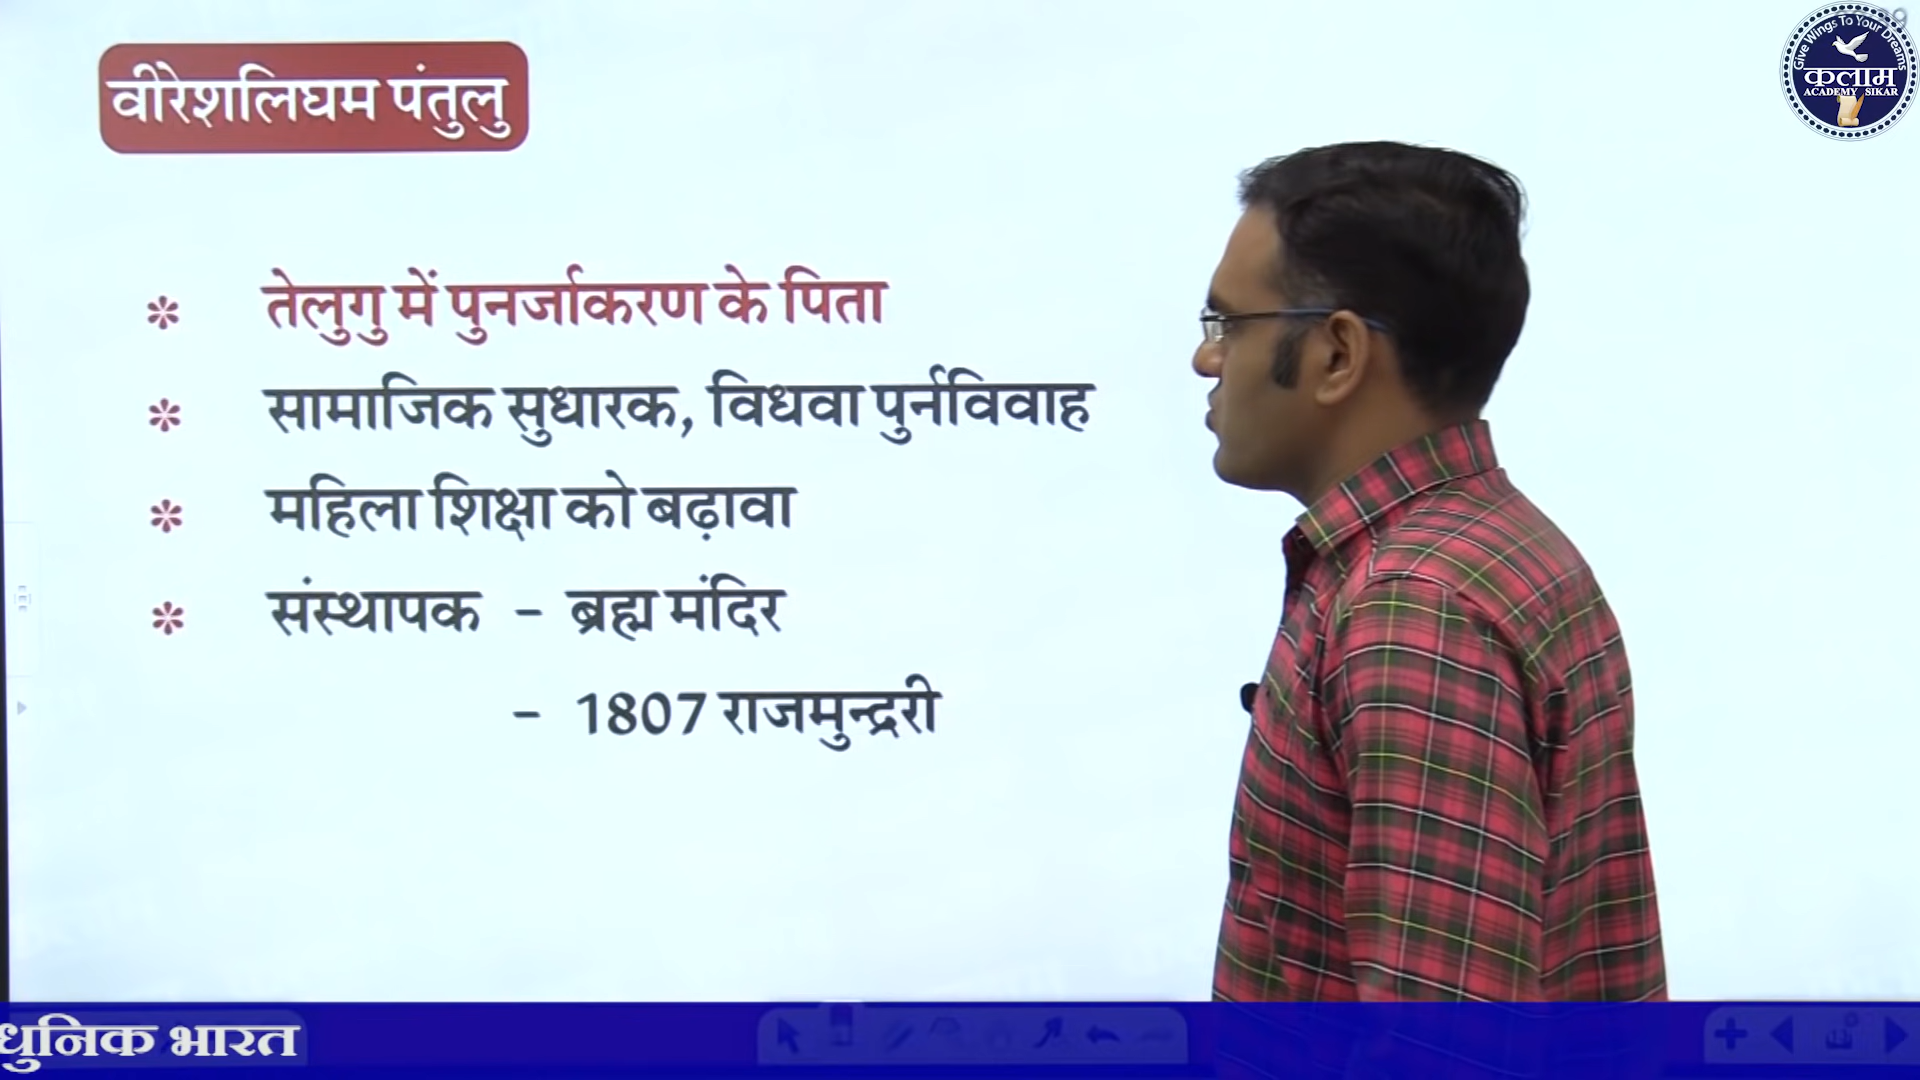 वीरेशलिघम पंतुलु
Give Wings To Your Dreams
कलाम
ACADEMY SIKAR
* तेलुगु में पुनर्जाकरण के पिता
* सामाजिक सुधारक, विधवा पुर्नविवाह
* महिला शिक्षा को बढ़ावा
* संस्थापक - ब्रह्म मंदिर
- 1807 राजमुन्द्ररी
धुनिक भारत